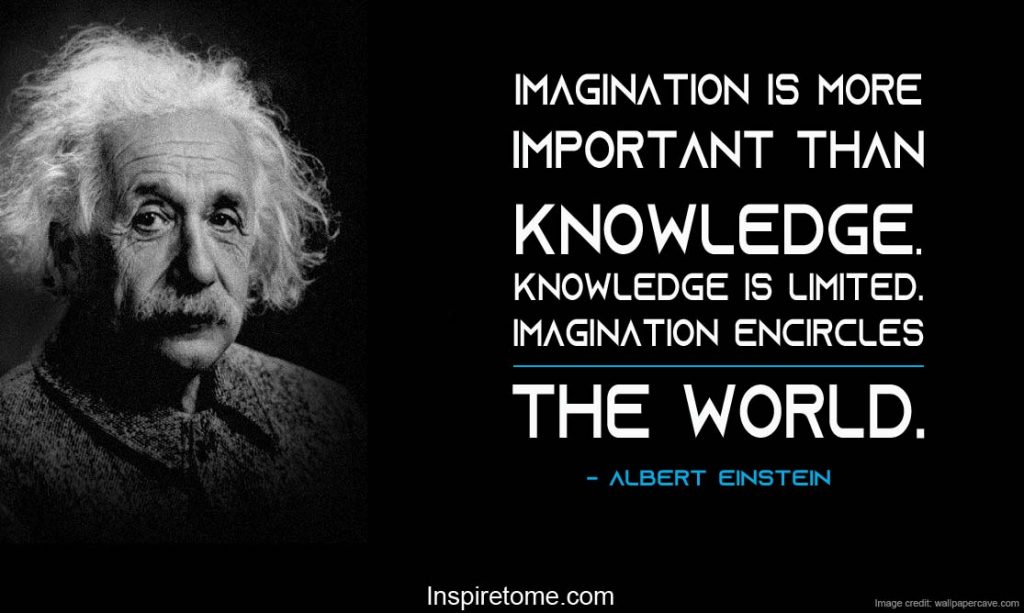 IMAGINATION IS MORE
IMPORTANT THAN
KNOWLEDGE.
KNOWLEDGE IS LIMITED.
IMAGINATION ENCIRCLES
THE WORLD.
- ALBERT EINSTEIN
Inspiretome.com
Image credit: wallpapercave.com